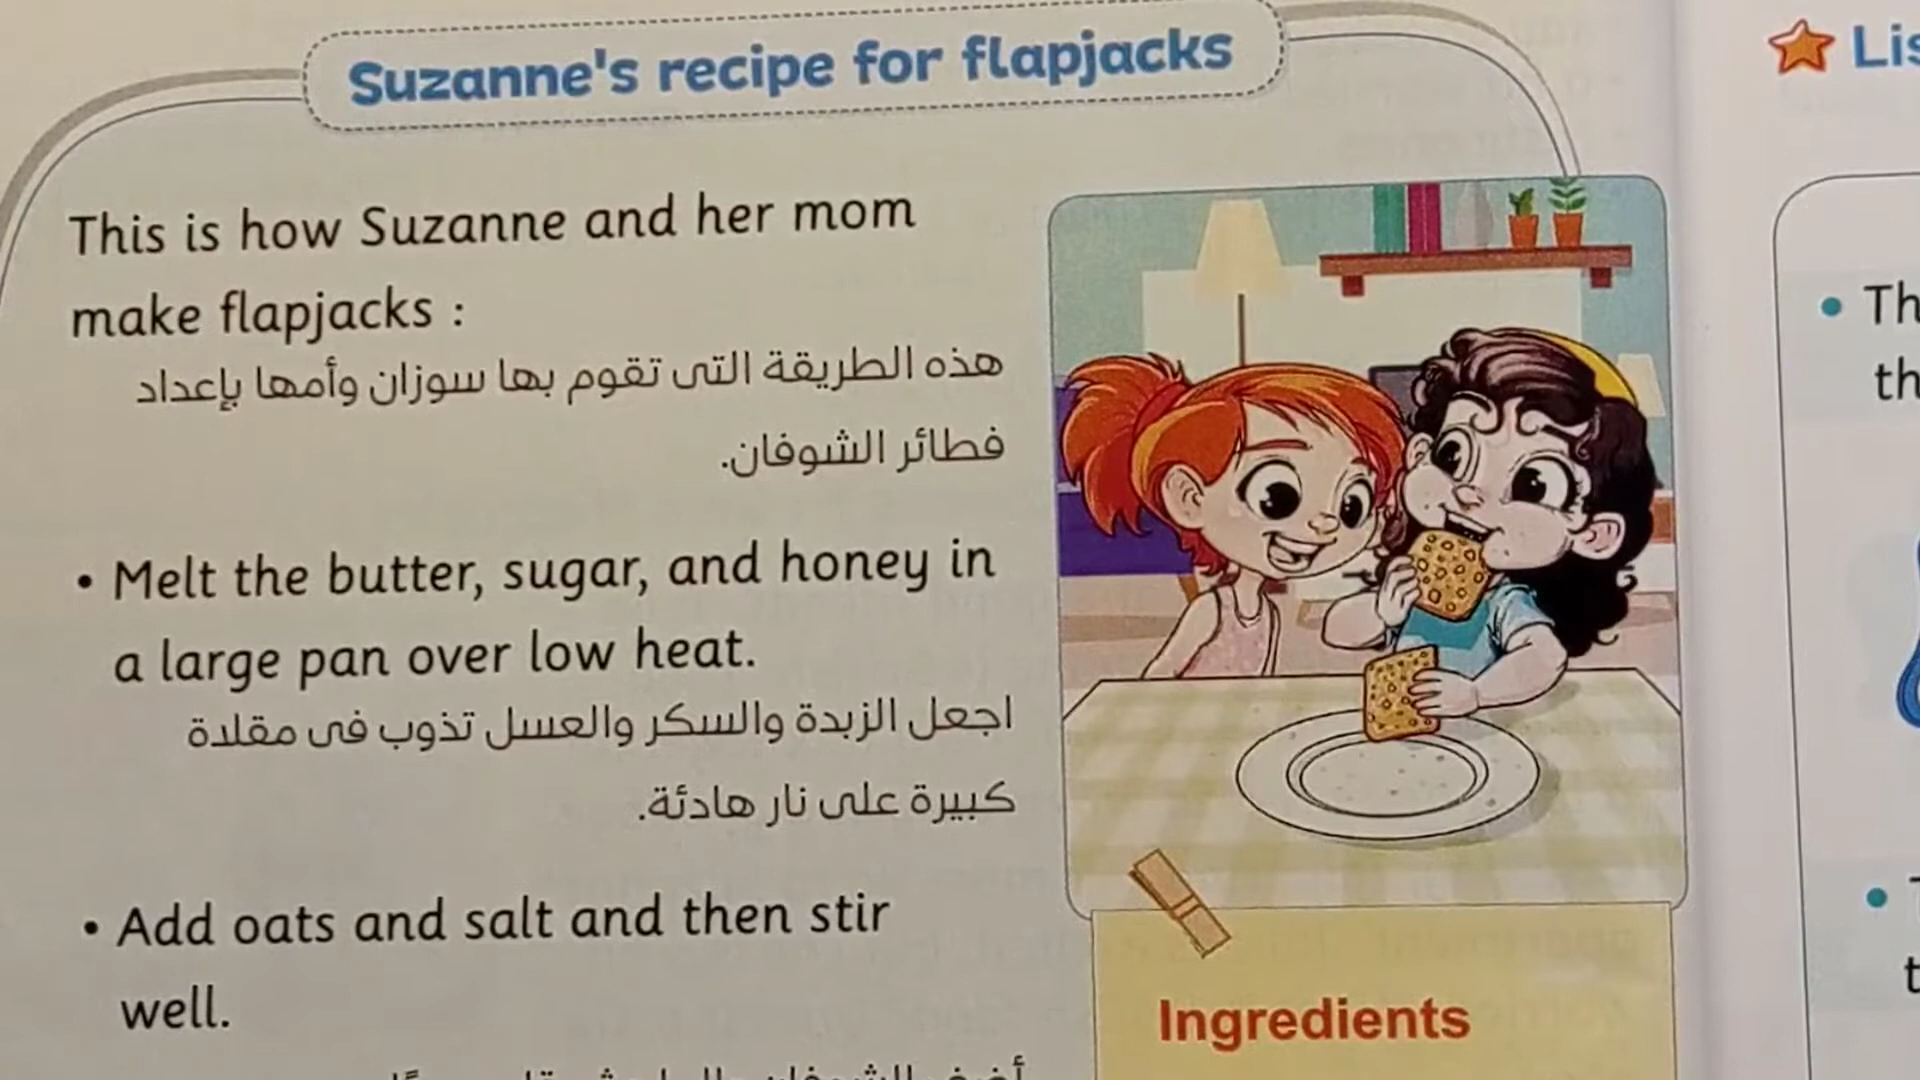 Suzanne's recipe for flapjacks
This is how Suzanne and her mom
make flapjacks :
هذه الطريقة التى تقوم بها سوزان وأمها بإعداد
فطائر الشوفان.
• Melt the butter, sugar, and honey in
a large pan over low heat.
اجعل الزبدة والسكر والعسل تذوب فى مقلاة
كبيرة على نار هادئة.
• Add oats and salt and then stir
well.
Ingredients